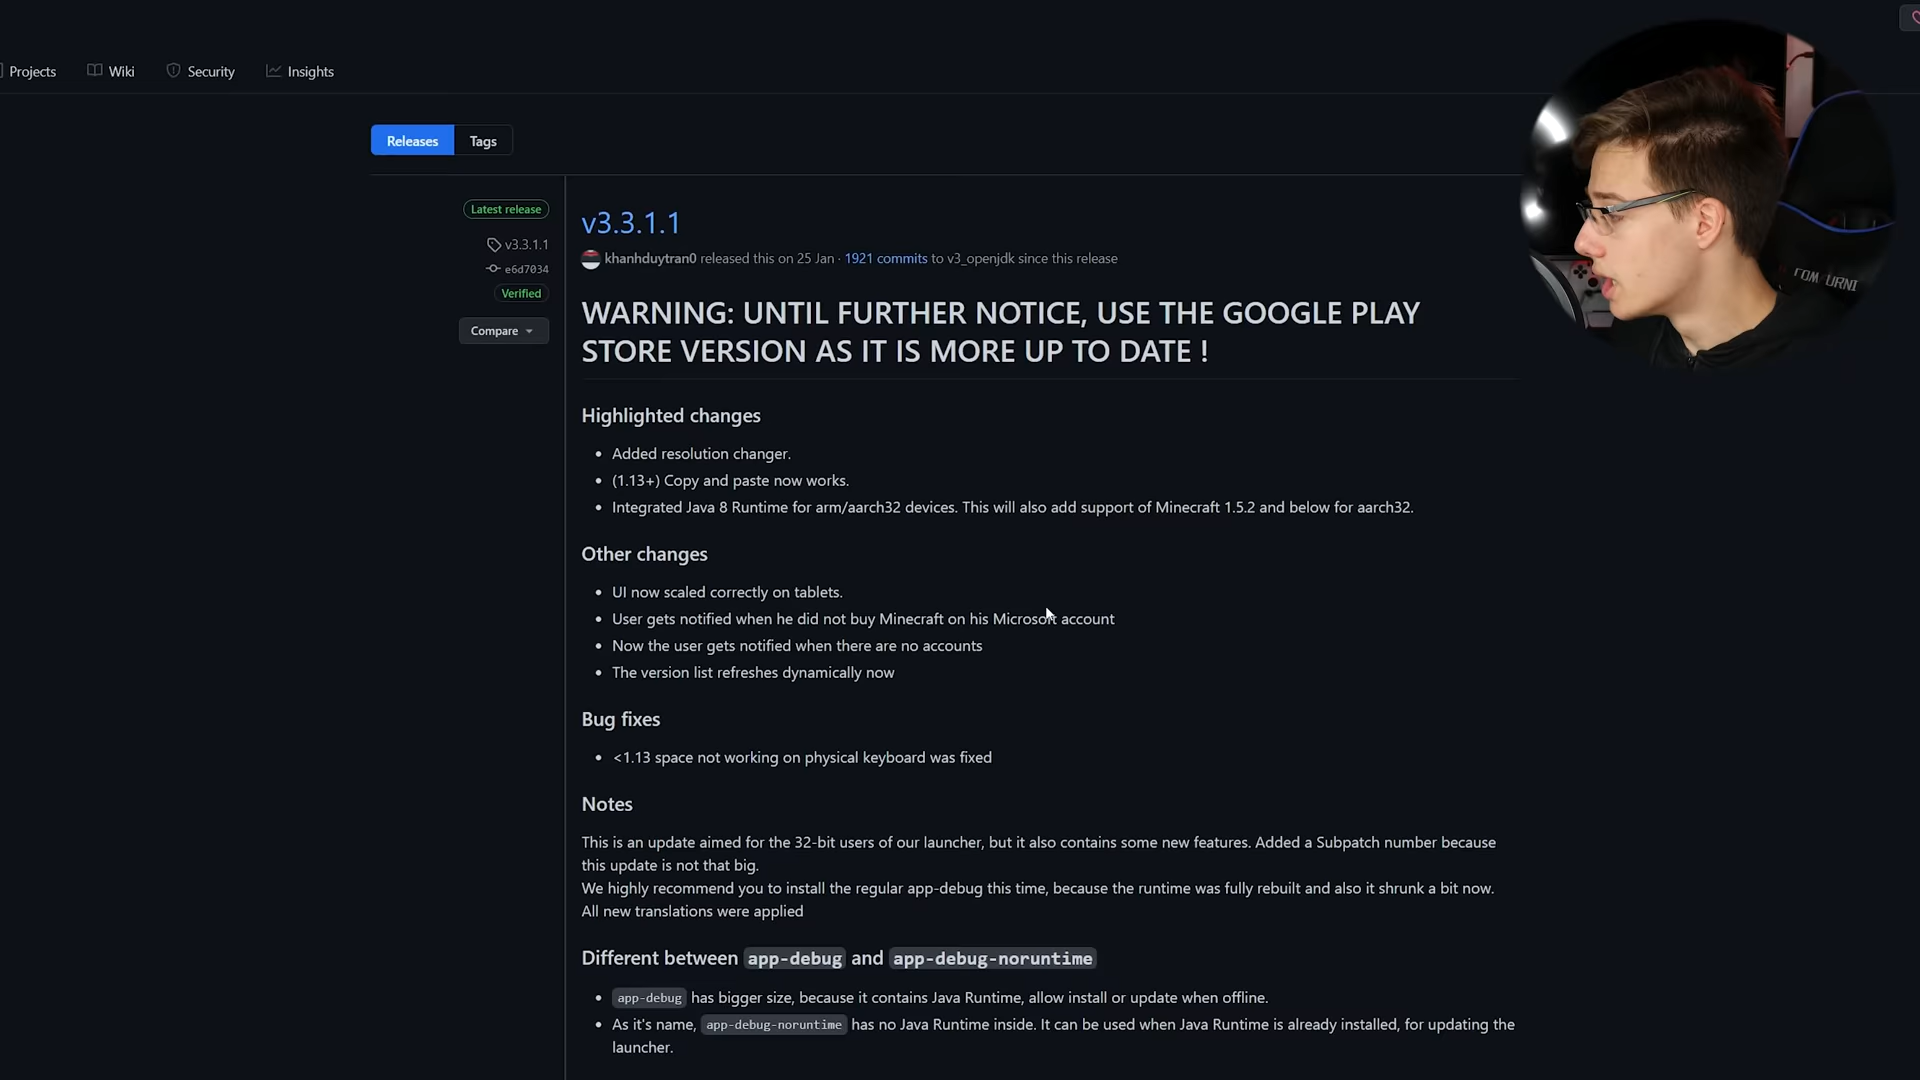 Projects
Wiki
Security
Insights
Releases
Tags
Latest release
v3.3.1.1
e6d7034
Verified
Compare
v3.3.1.1
khanhduytran0 released this on 25 Jan · 1921 commits to v3_openjdk since this release
WARNING: UNTIL FURTHER NOTICE, USE THE GOOGLE PLAY
STORE VERSION AS IT IS MORE UP TO DATE !
Highlighted changes
• Added resolution changer.
• (1.13+) Copy and paste now works.
• Integrated Java 8 Runtime for arm/aarch32 devices. This will also add support of Minecraft 1.5.2 and below for aarch32.
Other changes
• UI now scaled correctly on tablets.
• User gets notified when he did not buy Minecraft on his Microsoft account
• Now the user gets notified when there are no accounts
• The version list refreshes dynamically now
Bug fixes
• <1.13 space not working on physical keyboard was fixed
Notes
This is an update aimed for the 32-bit users of our launcher, but it also contains some new features. Added a Subpatch number because
this update is not that big.
We highly recommend you to install the regular app-debug this time, because the runtime was fully rebuilt and also it shrunk a bit now.
All new translations were applied
Different between app-debug and app-debug-noruntime
• app-debug has bigger size, because it contains Java Runtime, allow install or update when offline.
• As it's name, app-debug-noruntime has no Java Runtime inside. It can be used when Java Runtime is already installed, for updating the
launcher.